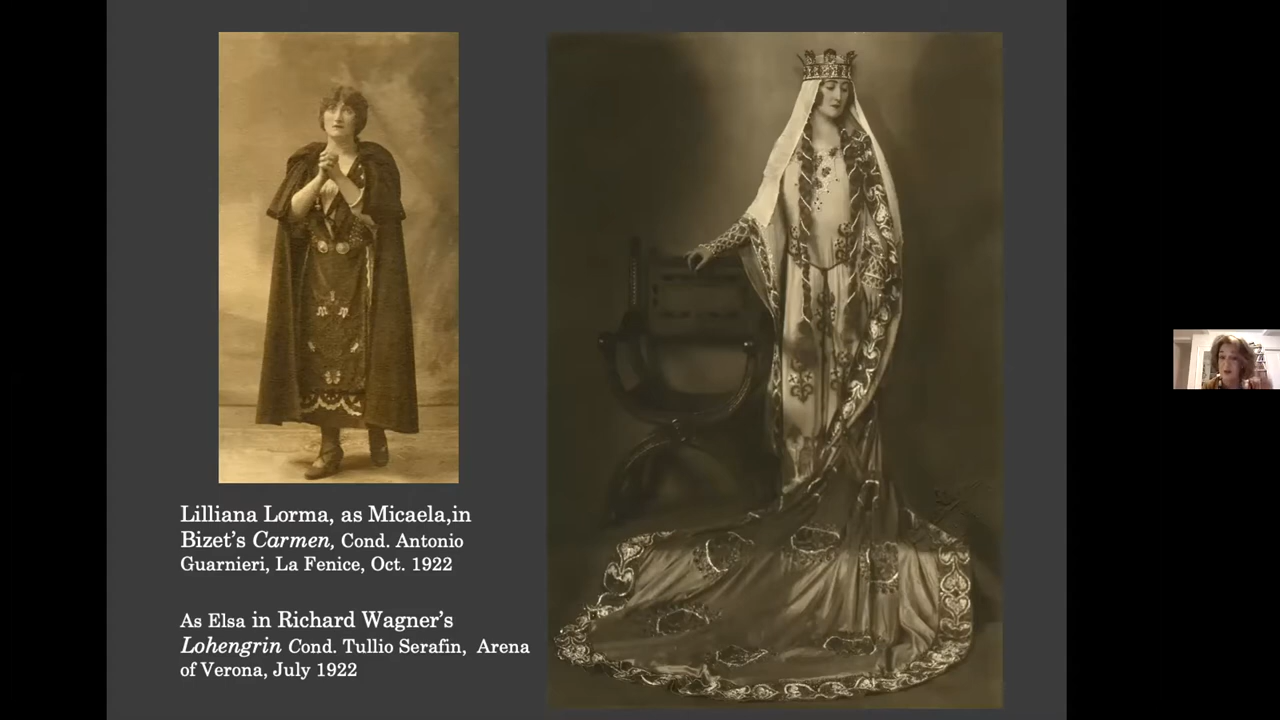 Lilliana Lorma, as Micaela,in
Bizet’s Carmen, Cond. Antonio
Guarnieri, La Fenice, Oct. 1922
As Elsa in Richard Wagner’s
Lohengrin Cond. Tullio Serafin, Arena
of Verona, July 1922